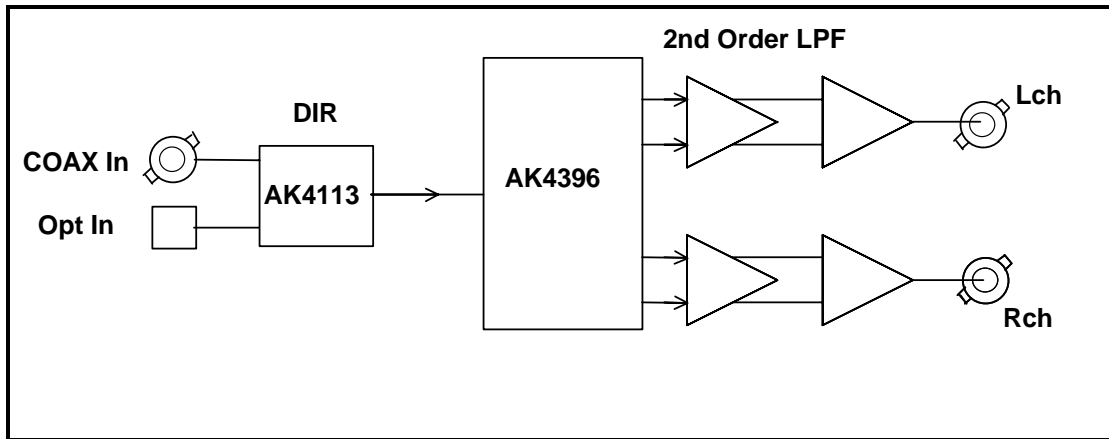 2nd Order LPF
Lch
DIR
COAX In
AK4113
AK4396
Opt In
Rch